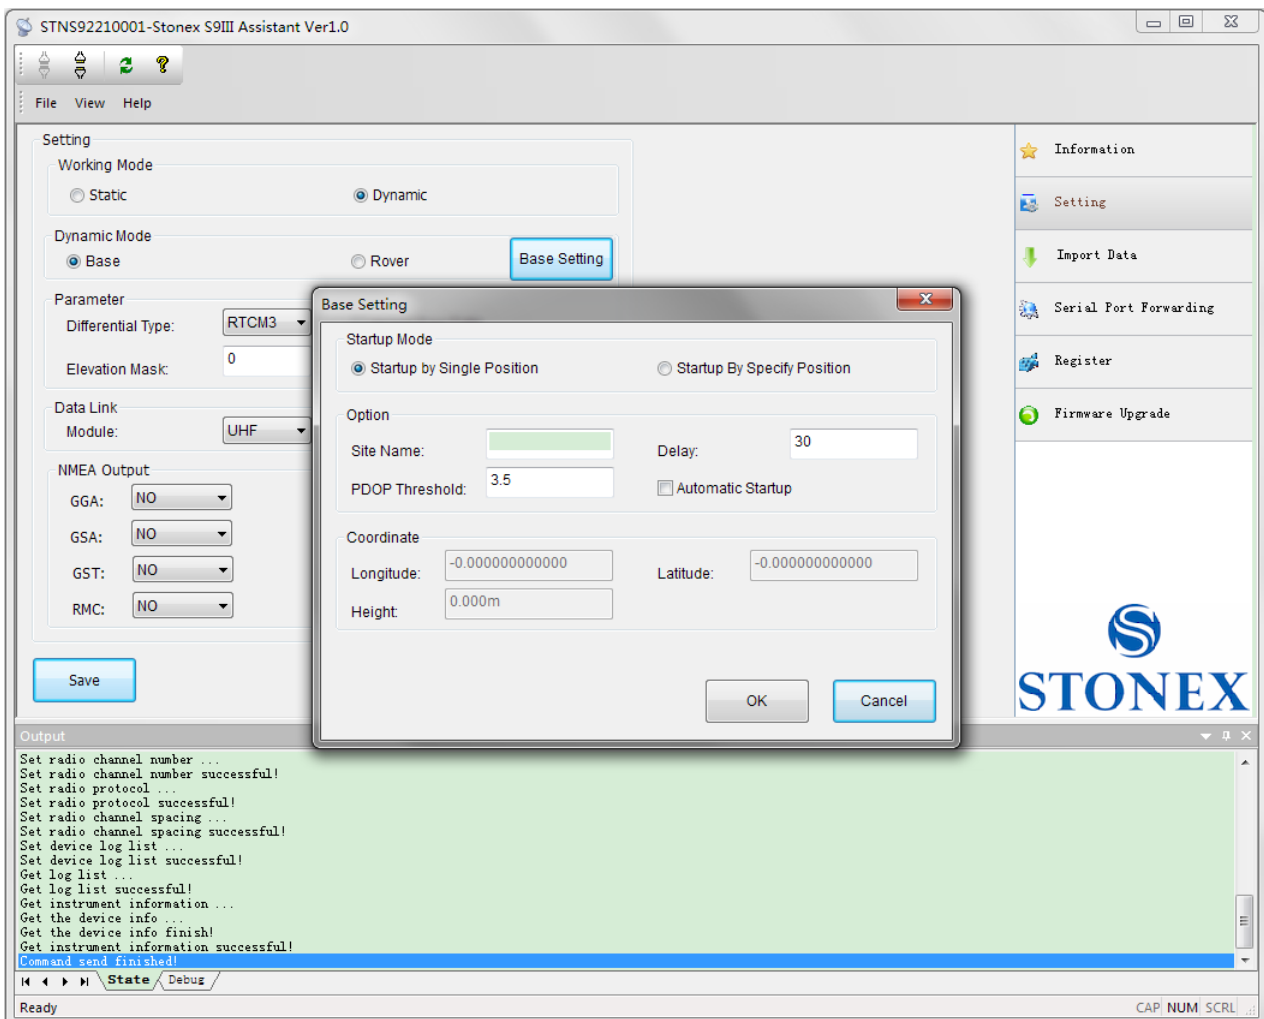 STNS92210001-Stonex S9III Assistant Ver1.0
File View Help
Setting
Working Mode
Static Dynamic
Dynamic Mode
Base Rover Base Setting
Parameter
Differential Type: RTCM3
Elevation Mask: 0
Data Link
Module: UHF
NMEA Output
GGA: NO
GSA: NO
GST: NO
RMC: NO
Save
Base Setting
Startup Mode
Startup by Single Position Startup By Specify Position
Option
Site Name: Delay: 30
PDOP Threshold: 3.5 Automatic Startup
Coordinate
Longitude: -0.000000000000 Latitude: -0.000000000000
Height: 0.000m
OK Cancel
Information
Setting
Import Data
Serial Port Forwarding
Register
Firmware Upgrade
STONEX
Output
Set radio channel number ...
Set radio channel number successful!
Set radio protocol ...
Set radio protocol successful!
Set radio channel spacing ...
Set radio channel spacing successful!
Set device log list ...
Set device log list successful!
Get log list ...
Get log list successful!
Get instrument information ...
Get the device info ...
Get the device info finish!
Get instrument information successful!
Command send finished!
State Debug
Ready CAP NUM SCRL